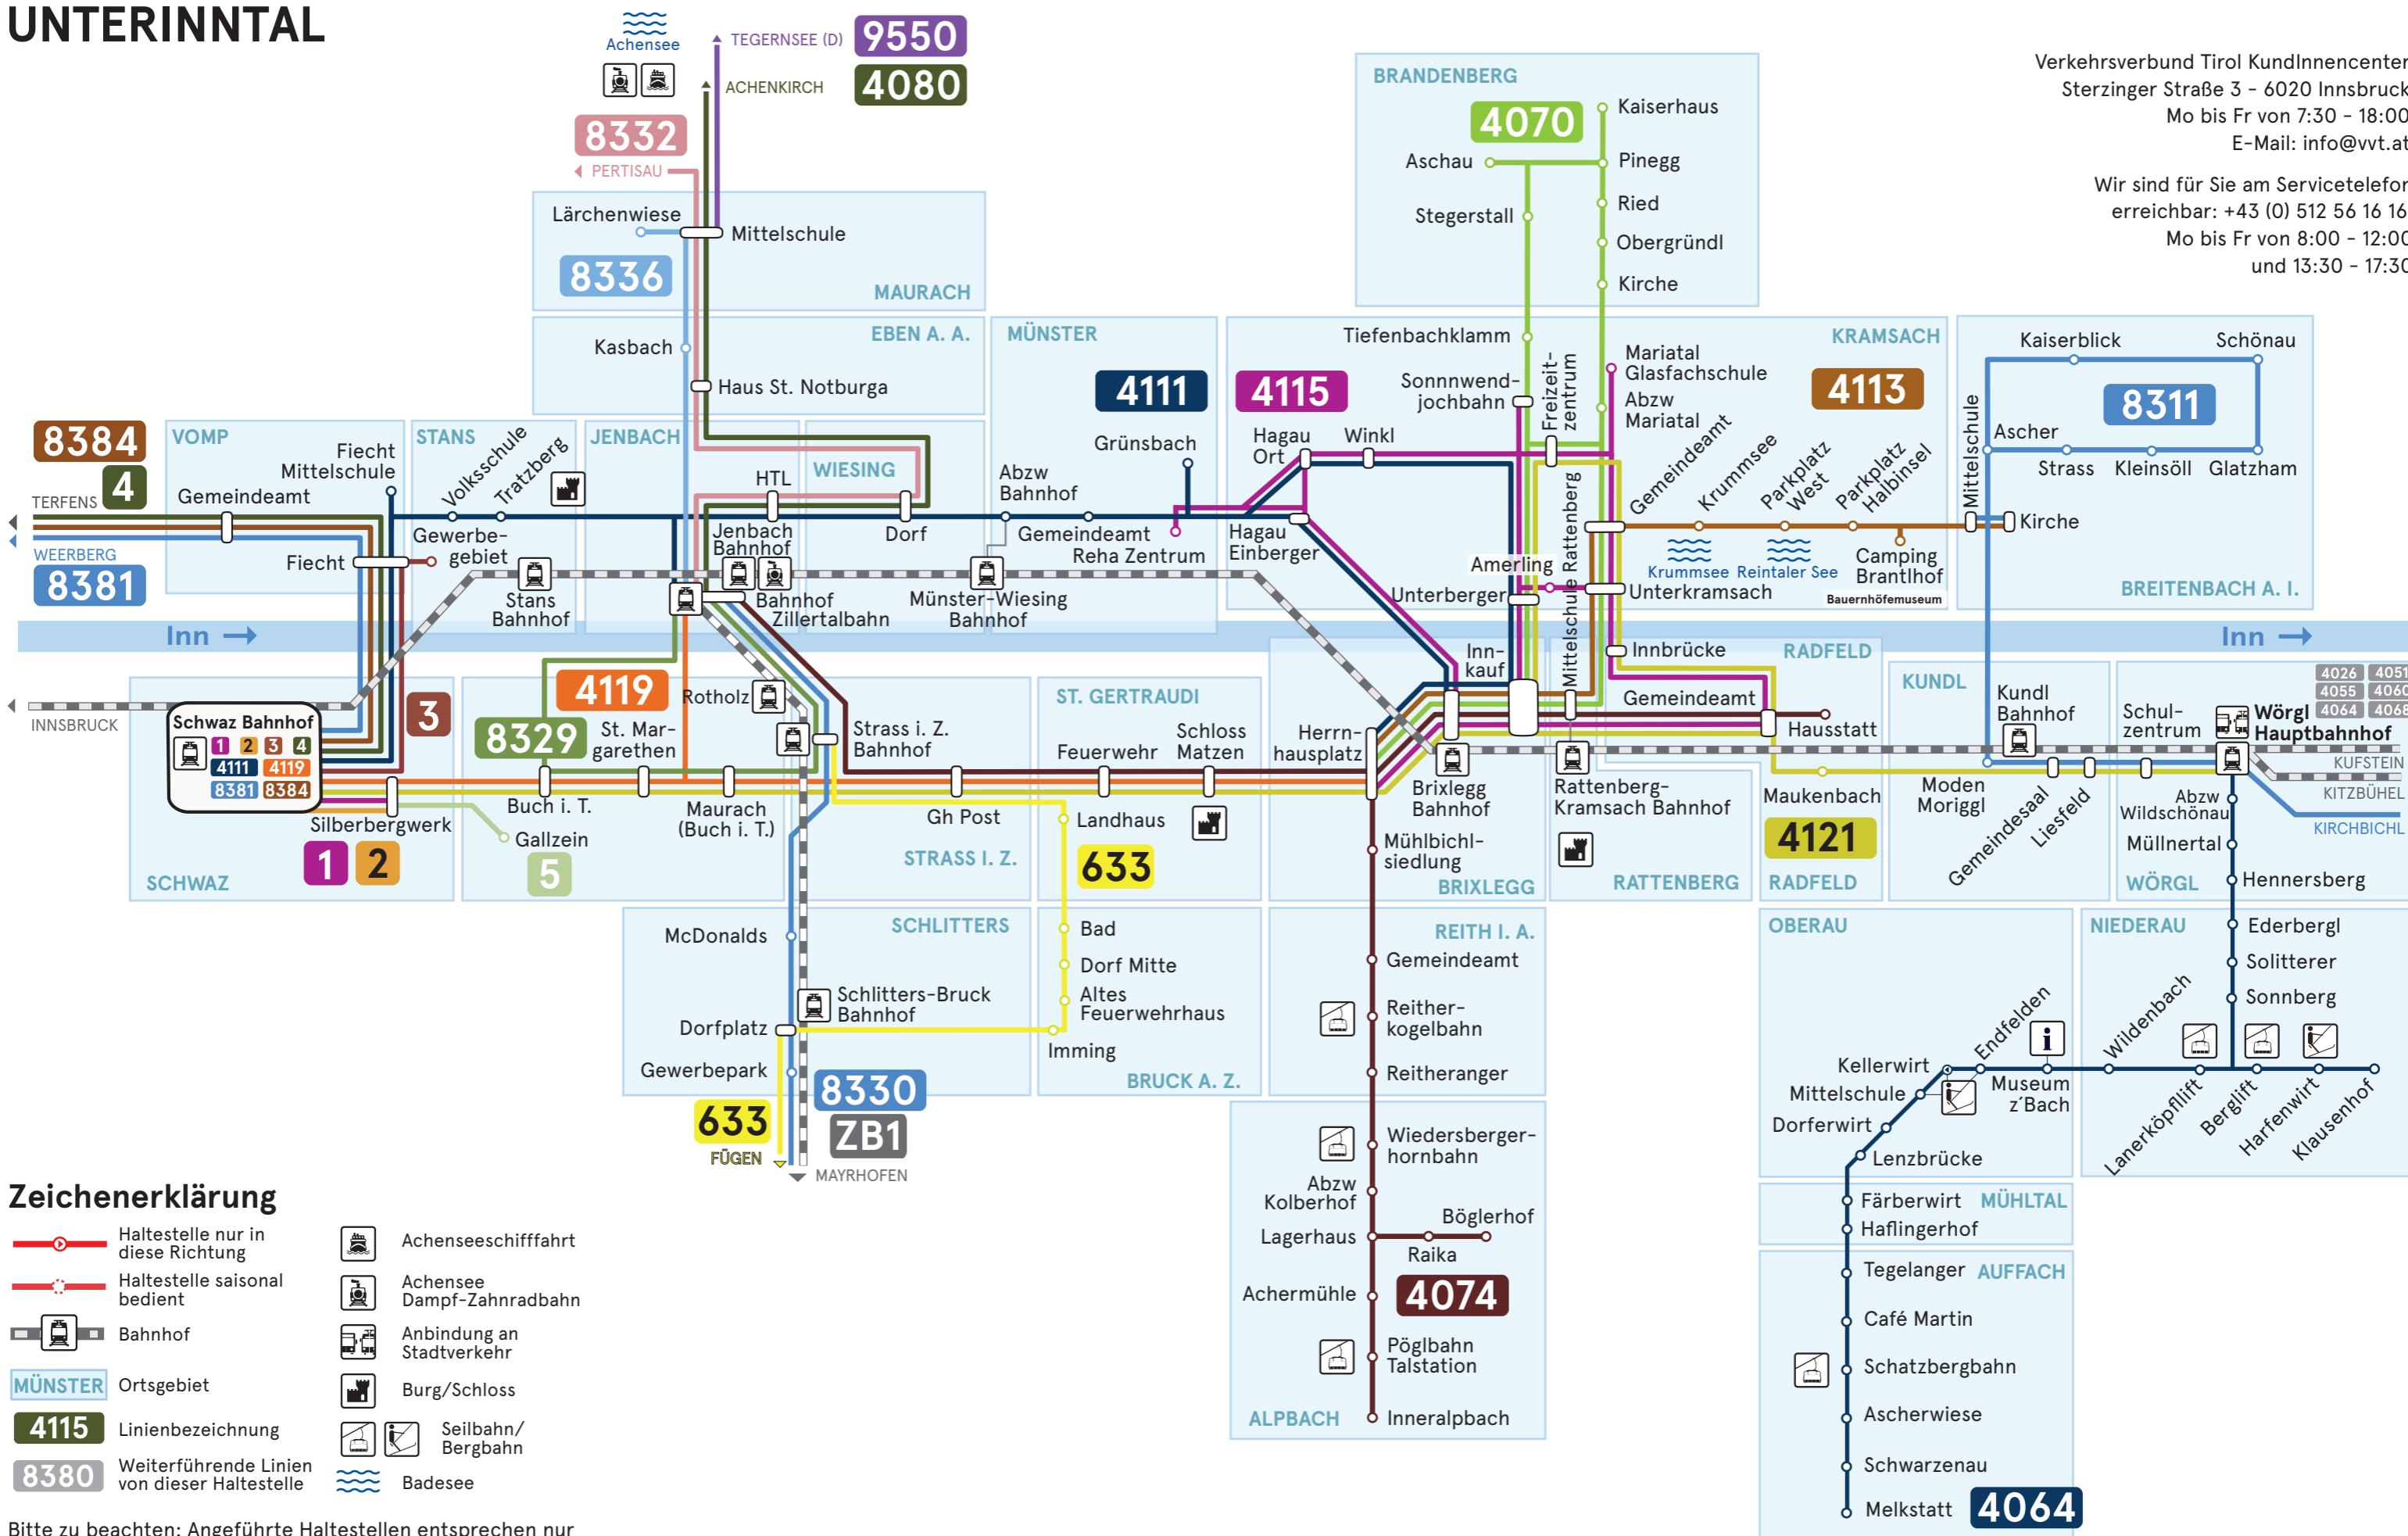 UNTERINNTAL
Achensee
TEGERNSEE (D)
9550
ACHENKIRCH
4080
8332
PERTISAU
Verkehrsverbund Tirol KundInnencenter
Sterzinger Straße 3 - 6020 Innsbruck
Mo bis Fr von 7:30 - 18:00
E-Mail: info@vvt.at
Wir sind für Sie am Servicetelefon
erreichbar: +43 (0) 512 56 16 16
Mo bis Fr von 8:00 - 12:00
und 13:30 - 17:30
BRANDENBERG
4070
Kaiserhaus
Aschau
Pinegg
Stegerstall
Ried
Obergründl
Kirche
Lärchenwiese
Mittelschule
8336
MAURACH
Kasbach
EBEN A. A.
Haus St. Notburga
MÜNSTER
4111
Grünsbach
Abzw
Bahnhof
Gemeindeamt
Reha Zentrum
Münster-Wiesing
Bahnhof
KRAMSACH
Tiefenbachklamm
4115
Sonnnwend-
jochbahn
Freizeit-
zentrum
Mariatal
Glasfachschule
Abzw
Mariatal
4113
Hagau
Ort
Winkl
Hagau
Einberger
Gemeindeamt
Krummsee
Parkplatz
West
Parkplatz
Halbinsel
Krummsee
Reintaler See
Camping
Brantlhof
Bauernhöfemuseum
Amerling
Unterberger
Unterkramsach
Mittelschule Rattenberg
Kaiserblick
Schönau
8311
Ascher
Strass
Kleinsöll
Glatzham
Mittelschule
Kirche
BREITENBACH A. I.
8384
4
TERFENS
WEERBERG
8381
VOMP
Fiecht
Mittelschule
Gemeindeamt
Fiecht
STANS
Volksschule
Tratzberg
Gewerbe-
gebiet
Stans
Bahnhof
JENBACH
HTL
Jenbach
Bahnhof
Bahnhof
Zillertalbahn
WIESING
Dorf
Inn
Inn
INNSBRUCK
Schwaz Bahnhof
1 2 3 4
4111 4119
8381 8384
3
Silberbergwerk
1
2
SCHWAZ
4119
8329
Rotholz
St. Mar-
garethen
Buch i. T.
Maurach
(Buch i. T.)
Gallzein
5
Strass i. Z.
Bahnhof
Gh Post
STRASS I. Z.
ST. GERTRAUDI
Feuerwehr
Schloss
Matzen
Landhaus
633
Inn-
kauf
Herrn-
hausplatz
Brixlegg
Bahnhof
Mühlbichl-
siedlung
BRIXLEGG
Innbrücke
RADFELD
Gemeindeamt
Hausstatt
Rattenberg-
Kramsach Bahnhof
RATTENBERG
Maukenbach
4121
RADFELD
KUNDL
Kundl
Bahnhof
Moden
Moriggl
Gemeindesaal
Liesfeld
Schul-
zentrum
Wörgl
Hauptbahnhof
4026 4051
4055 4060
4064 4068
KUFSTEIN
KITZBÜHEL
KIRCHBICHL
Abzw
Wildschönau
Müllnertal
Hennersberg
WÖRGL
SCHLITTERS
McDonalds
Schlitters-Bruck
Bahnhof
Dorfplatz
Gewerbepark
8330
633
ZB1
FÜGEN
MAYRHOFEN
Bad
Dorf Mitte
Altes
Feuerwehrhaus
Imming
BRUCK A. Z.
REITH I. A.
Gemeindeamt
Reither-
kogelbahn
Reitheranger
Wiedersberger-
hornbahn
Abzw
Kolberhof
Lagerhaus
Böglerhof
Raika
Achermühle
4074
Pöglbahn
Talstation
ALPBACH
Inneralpbach
OBERAU
Kellerwirt
Endfelden
Mittelschule
Museum
z´Bach
Dorferwirt
Lenzbrücke
NIEDERAU
Ederbergl
Solitterer
Sonnberg
Wildenbach
Lanerköpfllift
Berglift
Harfenwirt
Klausenhof
Färberwirt
MÜHLTAL
Haflingerhof
Tegelanger
AUFFACH
Café Martin
Schatzbergbahn
Ascherwiese
Schwarzenau
Melkstatt
4064
Zeichenerklärung
Haltestelle nur in
diese Richtung
Haltestelle saisonal
bedient
Bahnhof
MÜNSTER
Ortsgebiet
4115
Linienbezeichnung
8380
Weiterführende Linien
von dieser Haltestelle
Achenseeschifffahrt
Achensee
Dampf-Zahnradbahn
Anbindung an
Stadtverkehr
Burg/Schloss
Seilbahn/
Bergbahn
Badesee
Bitte zu beachten: Angeführte Haltestellen entsprechen nur